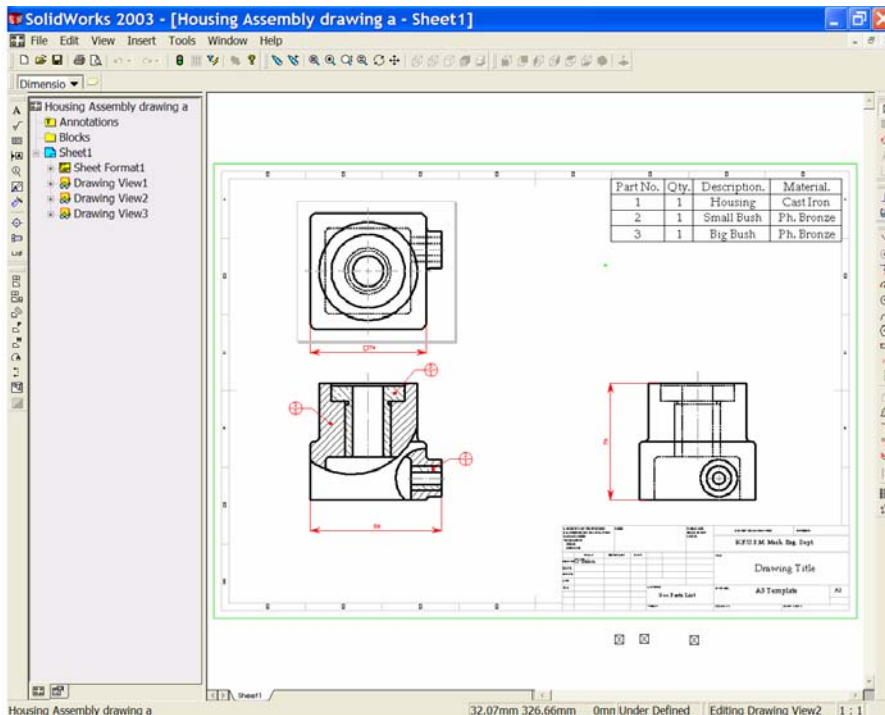 SolidWorks 2003 - [Housing Assembly drawing a - Sheet1]
File Edit View Insert Tools Window Help
Dimensio
Housing Assembly drawing a
Annotations
Blocks
Sheet1
Sheet Format1
Drawing View1
Drawing View2
Drawing View3
Part No. Qty. Description. Material.
1 1 Housing Cast Iron
2 1 Small Bush Ph. Bronze
3 1 Big Bush Ph. Bronze
Drawing Title
See Parts List
A3 Template
A3
Sheet1
Housing Assembly drawing a 32.07mm 326.66mm 0mm Under Defined Editing Drawing View2 1 : 1